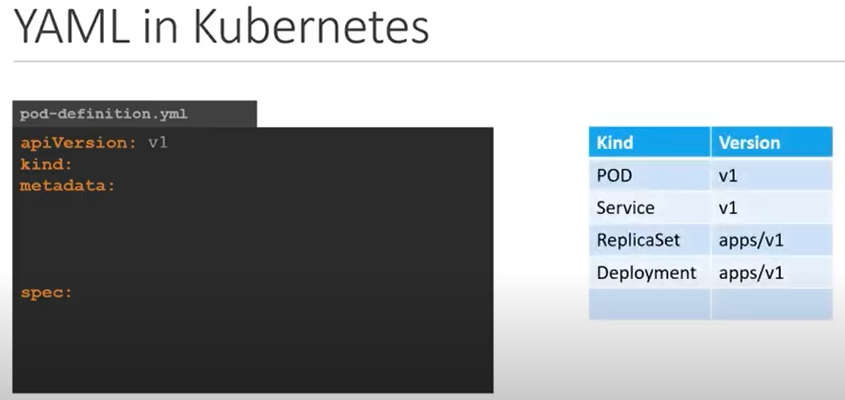 YAML in Kubernetes
pod-definition.yml
apiVersion: v1
kind:
metadata:
spec:
Kind Version
POD v1
Service v1
ReplicaSet apps/v1
Deployment apps/v1